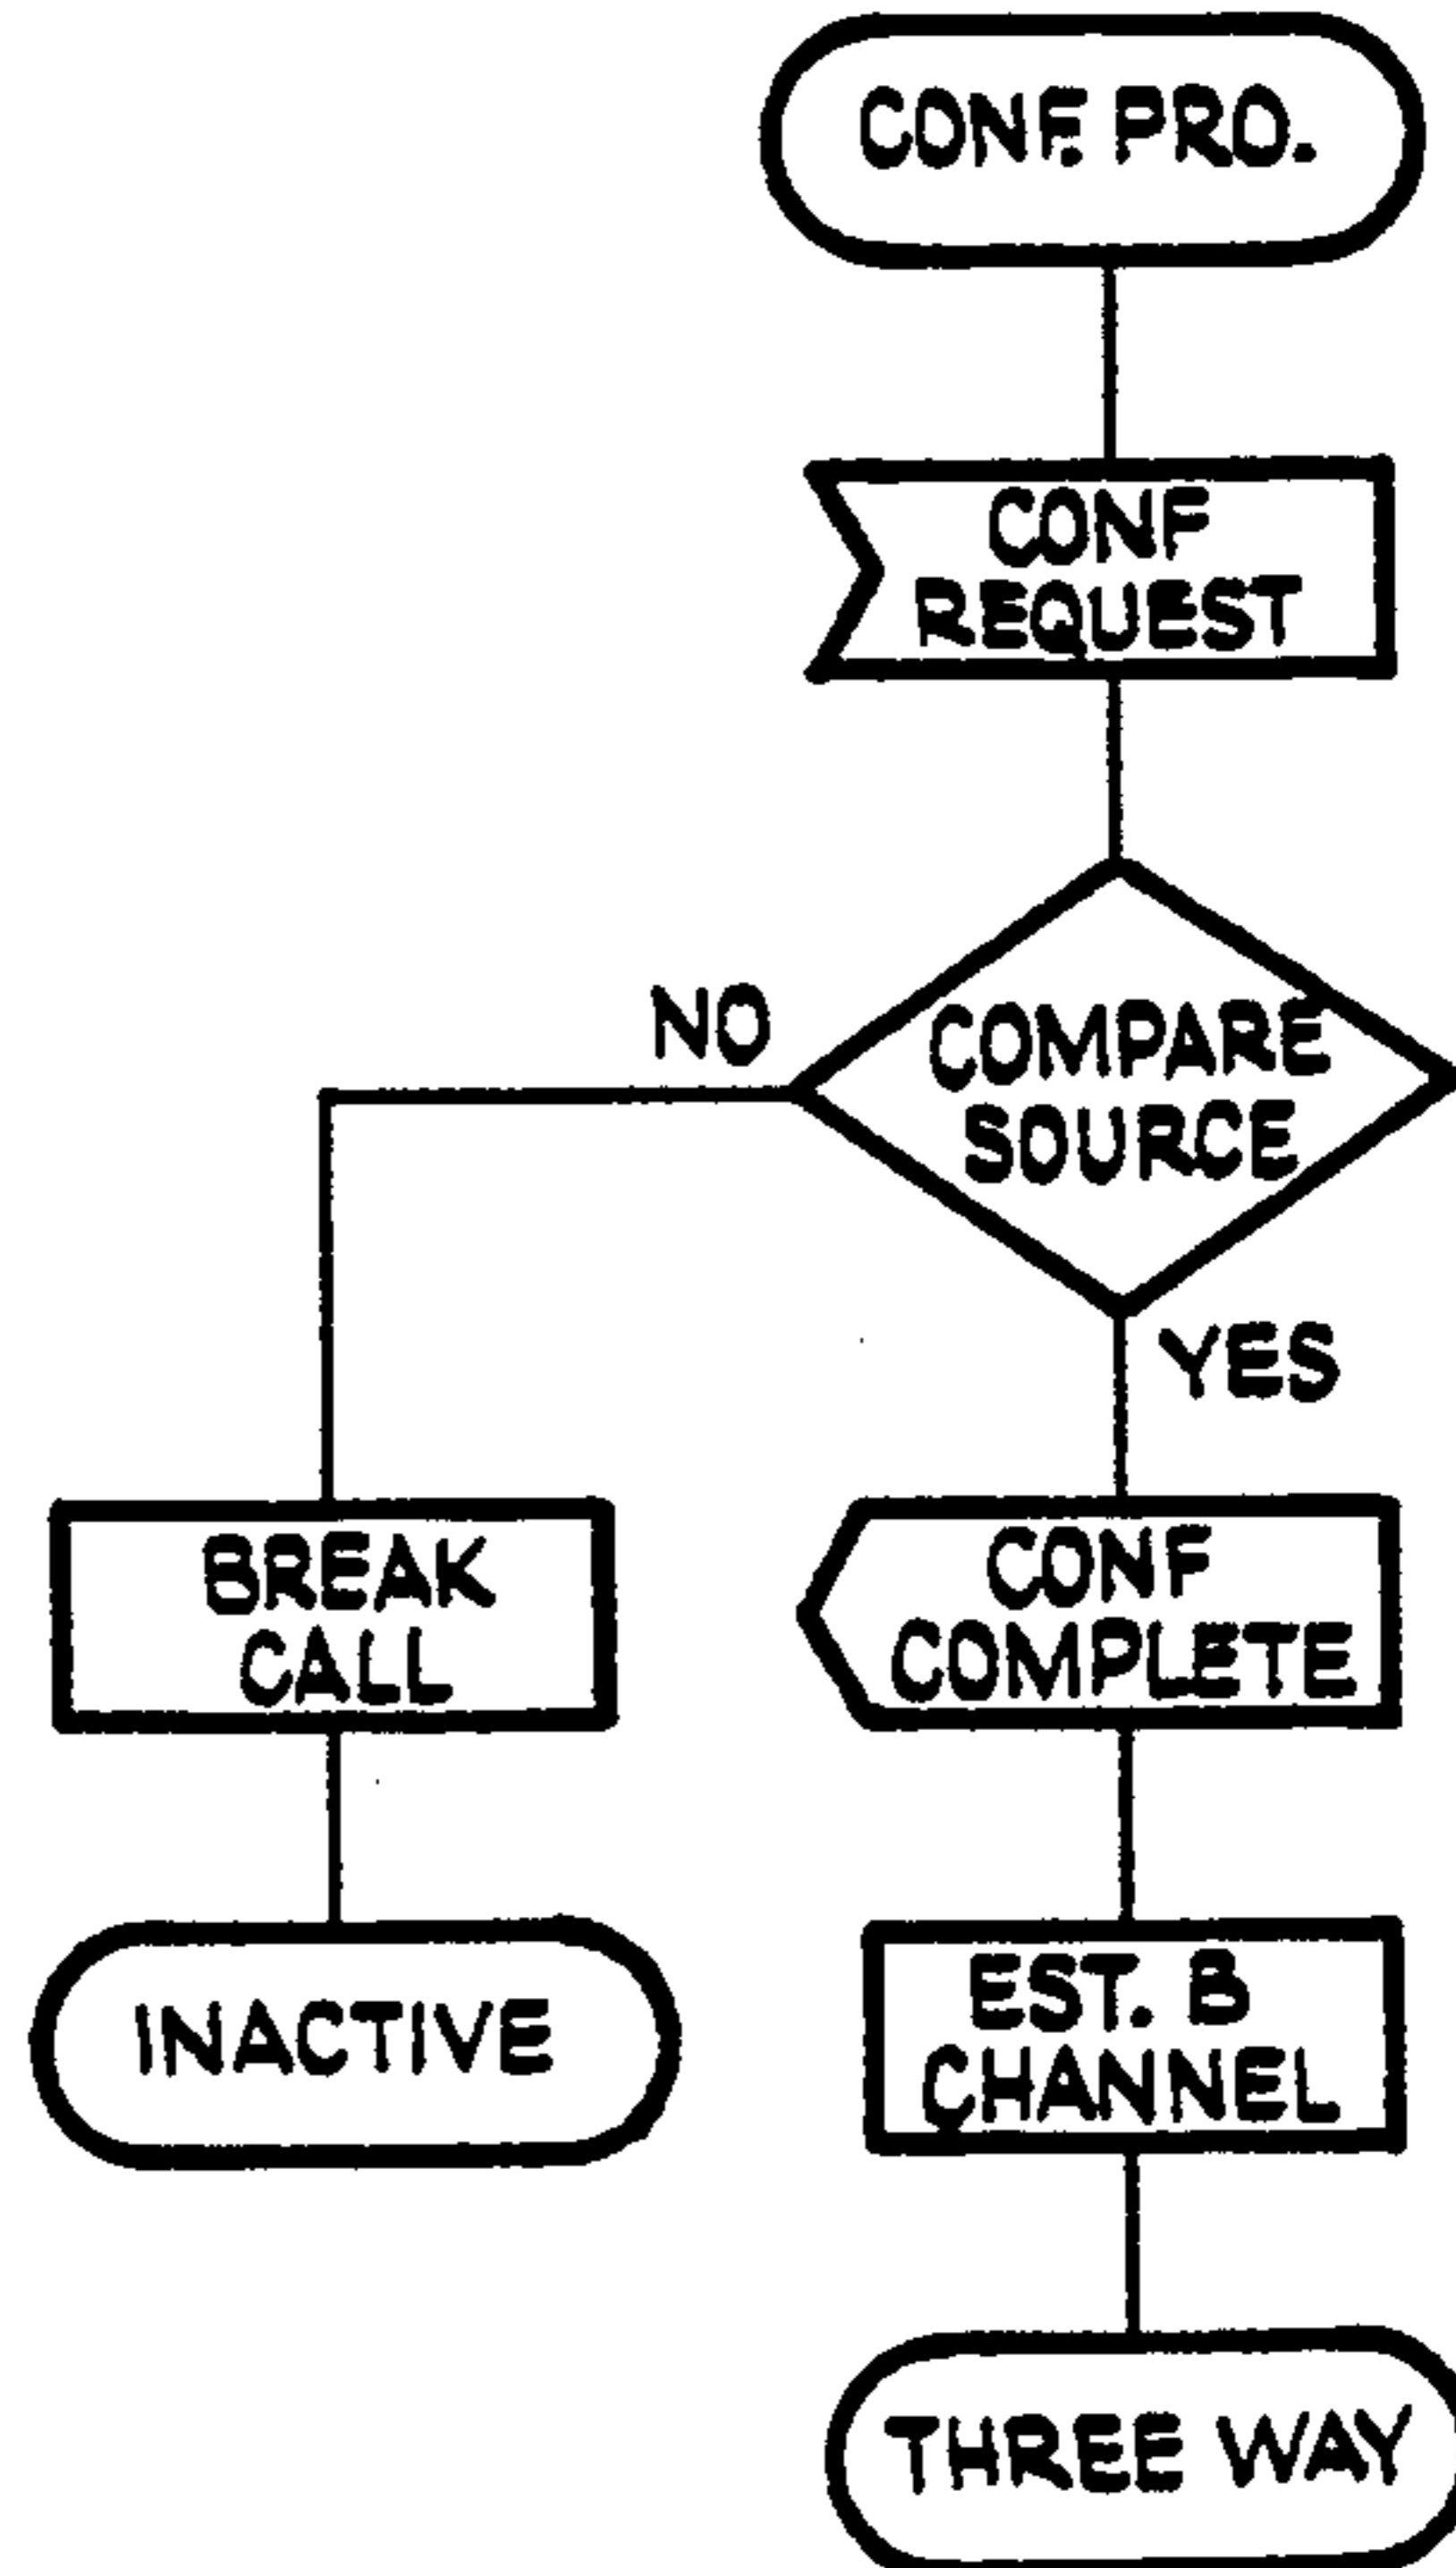 CONF. PRO.
CONF
REQUEST
COMPARE
SOURCE
NO
YES
BREAK
CALL
CONF
COMPLETE
INACTIVE
EST. B
CHANNEL
THREE WAY